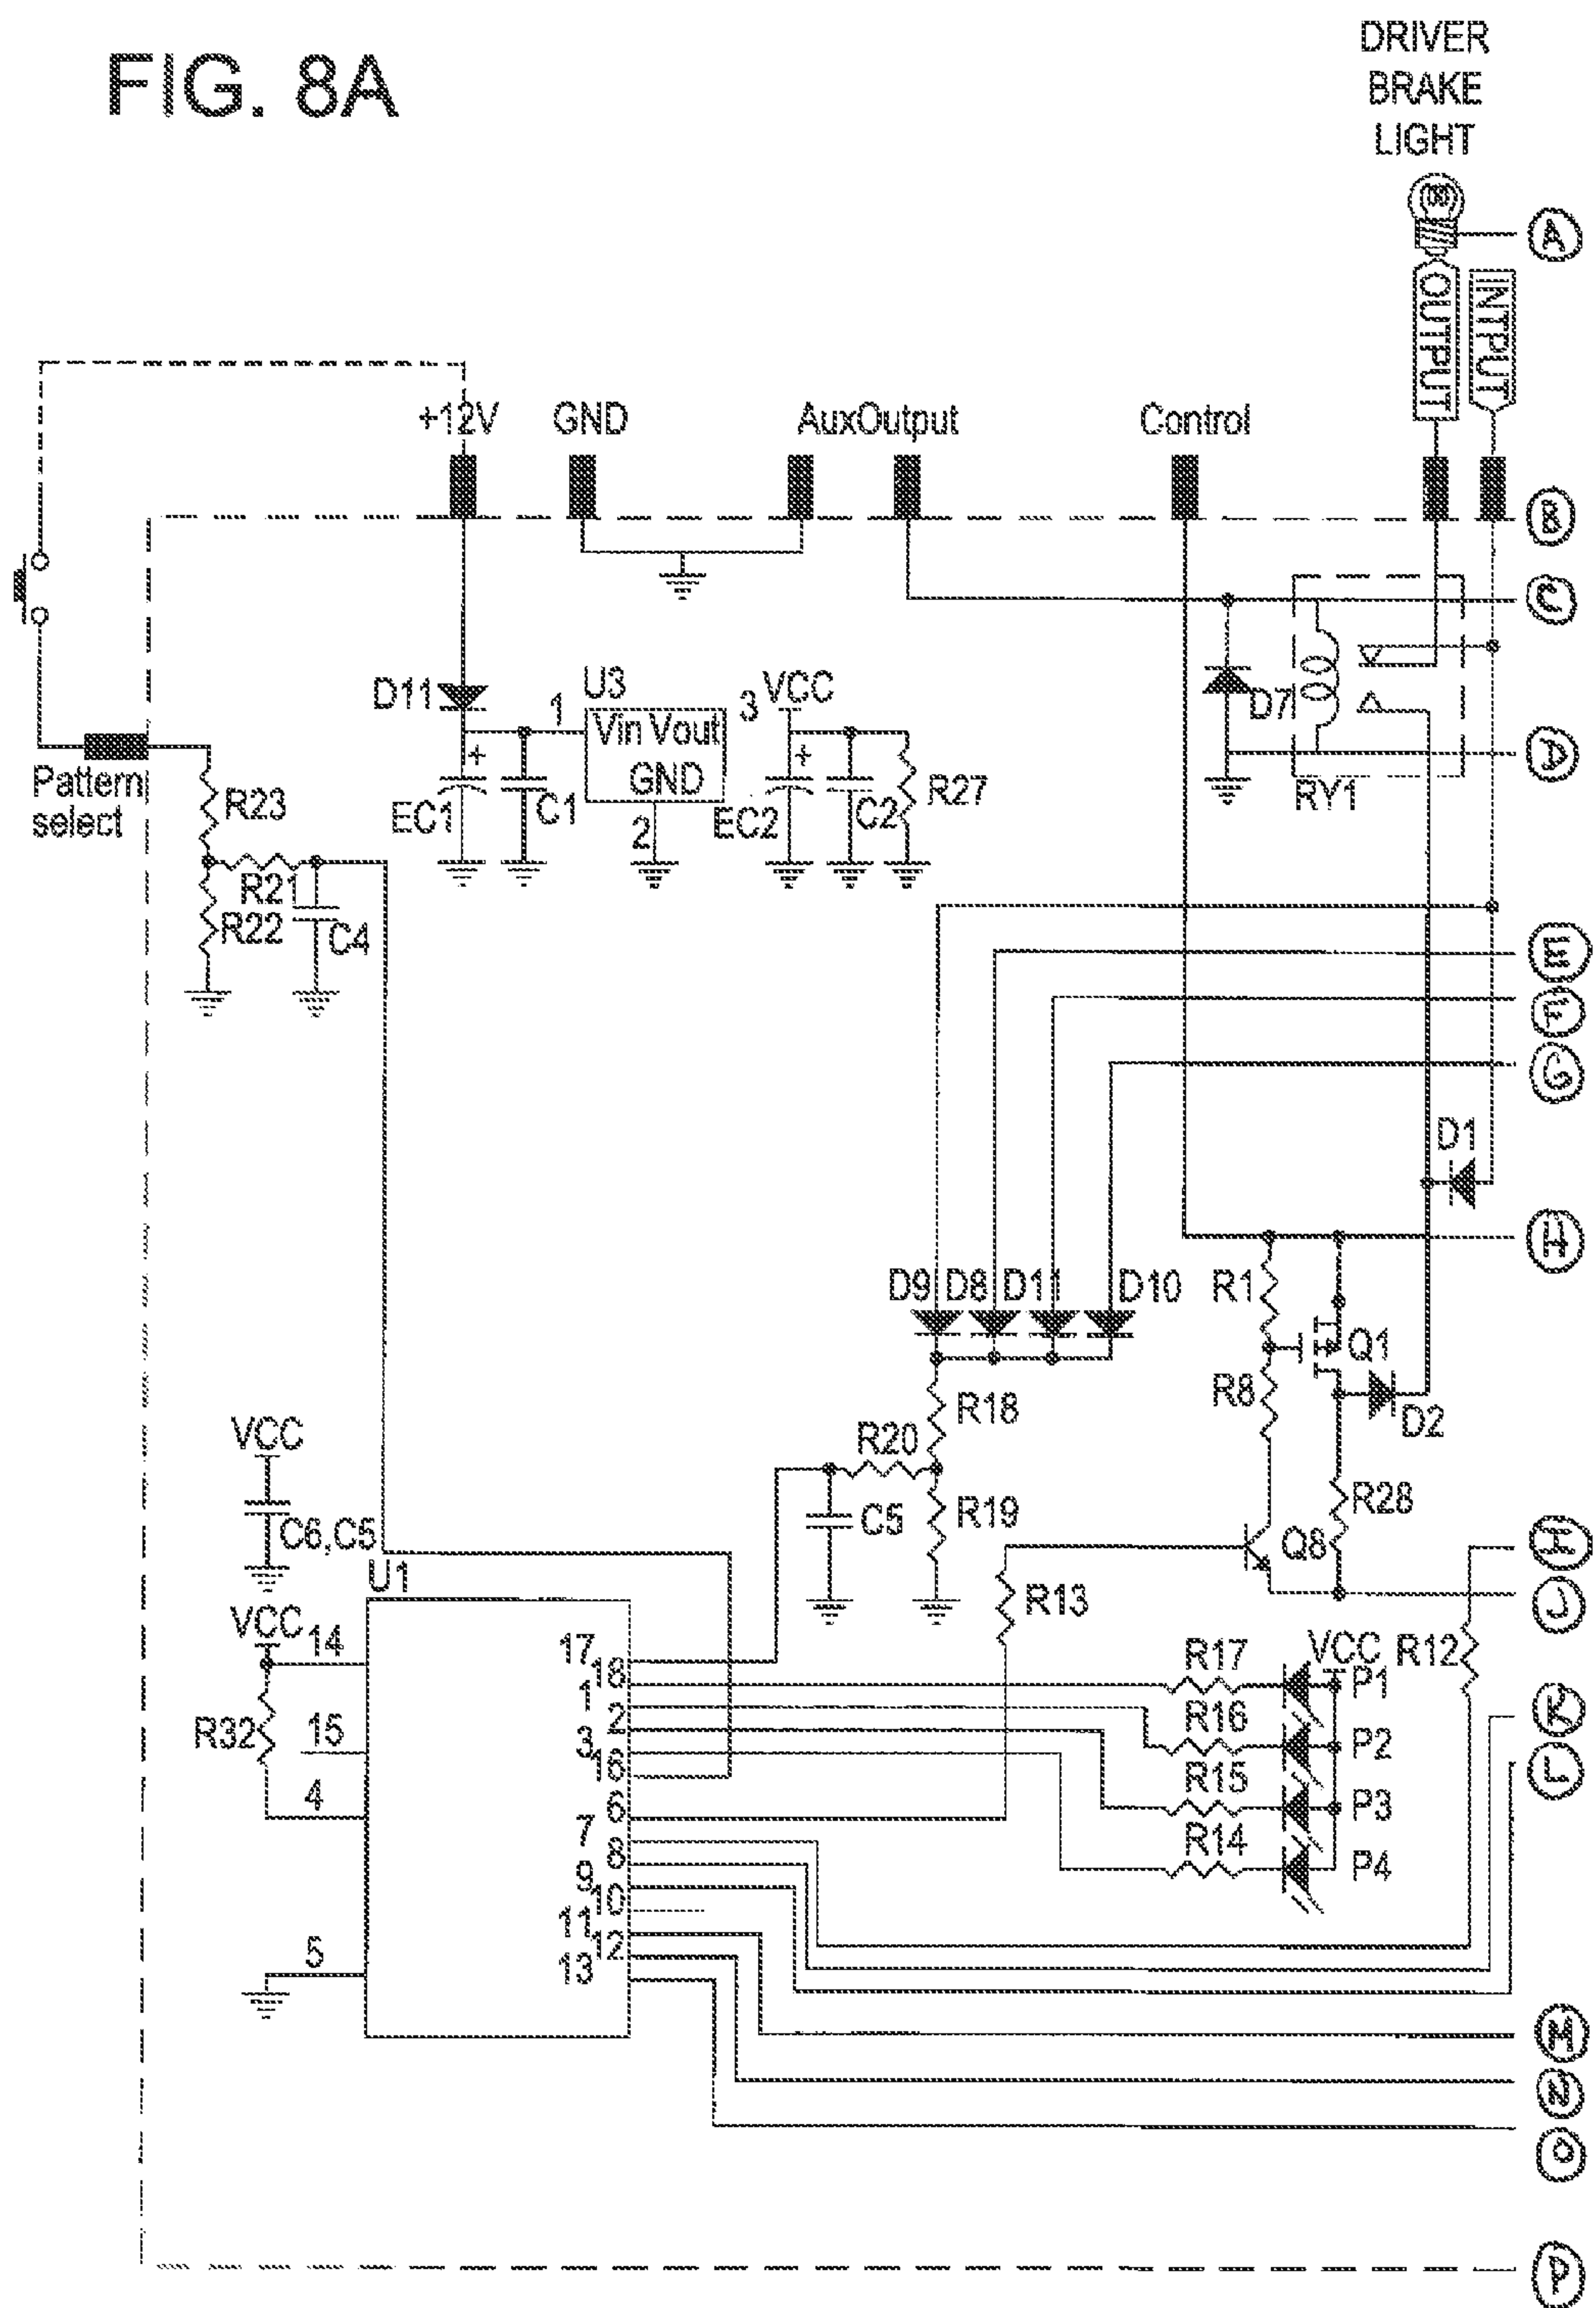 FIG. 8A
DRIVER
BRAKE
LIGHT
A
OUTPUT
INTPUT
+12V
GND
AuxOutput
Control
B
C
D11
1
U3
Vin Vout
GND
2
3
VCC
+
+
EC1
C1
EC2
C2
R27
D7
RY1
D
Pattern
select
R23
R21
R22
C4
E
F
G
D1
H
D9
D8
D11
D10
R1
Q1
R8
D2
R18
R20
R19
C5
R28
Q8
VCC
C6,C5
U1
VCC
14
R32
15
4
5
R13
I
J
17
18
1
2
3
16
6
7
8
9
10
11
12
13
R17
R16
R15
R14
VCC
P1
P2
P3
P4
R12
K
L
M
N
O
P